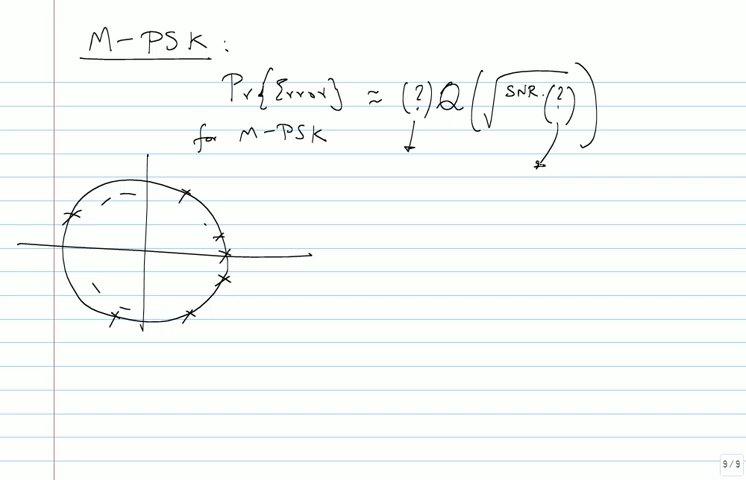 M-PSK :
Pr{Error} ≈ (?) Q(√SNR.(?))
for M-PSK
9/9